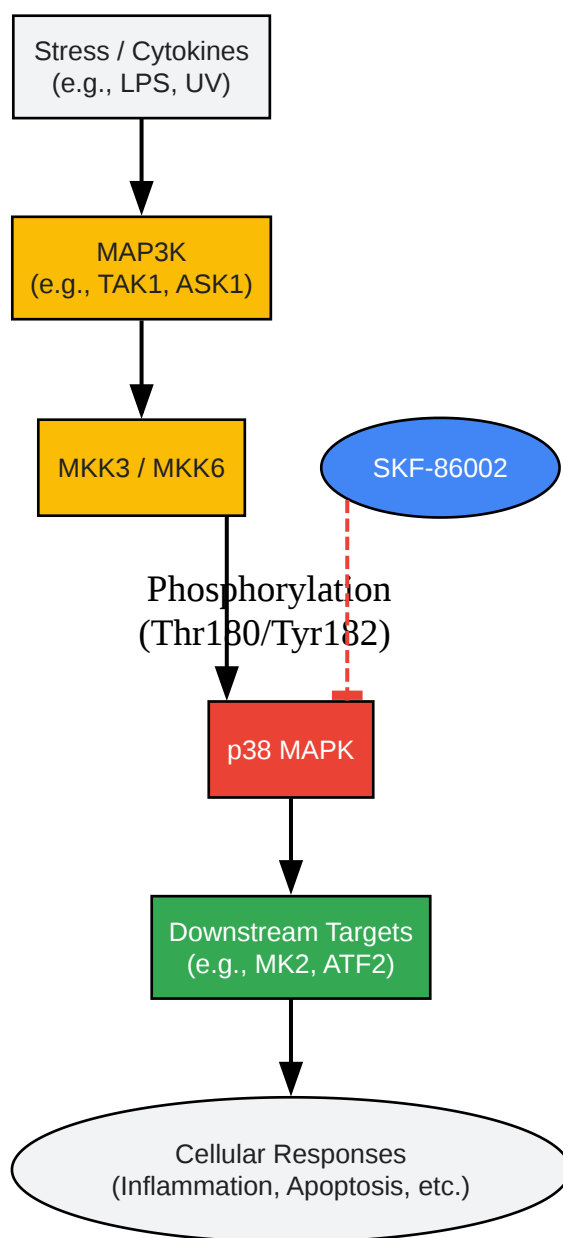 Stress / Cytokines
(e.g., LPS, UV)
MAP3K
(e.g., TAK1, ASK1)
MKK3 / MKK6
SKF-86002
Phosphorylation
(Thr180/Tyr182)
p38 MAPK
Downstream Targets
(e.g., MK2, ATF2)
Cellular Responses
(Inflammation, Apoptosis, etc.)